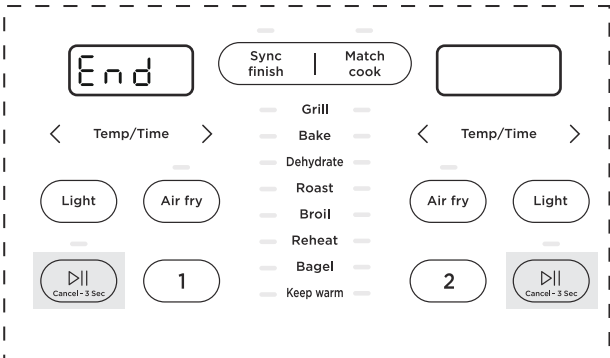 End
Sync finish
Match cook
Temp/Time
Temp/Time
Grill
Bake
Dehydrate
Roast
Broil
Reheat
Bagel
Keep warm
Light
Air fry
Air fry
Light
Cancel - 3 Sec
1
2
Cancel - 3 Sec